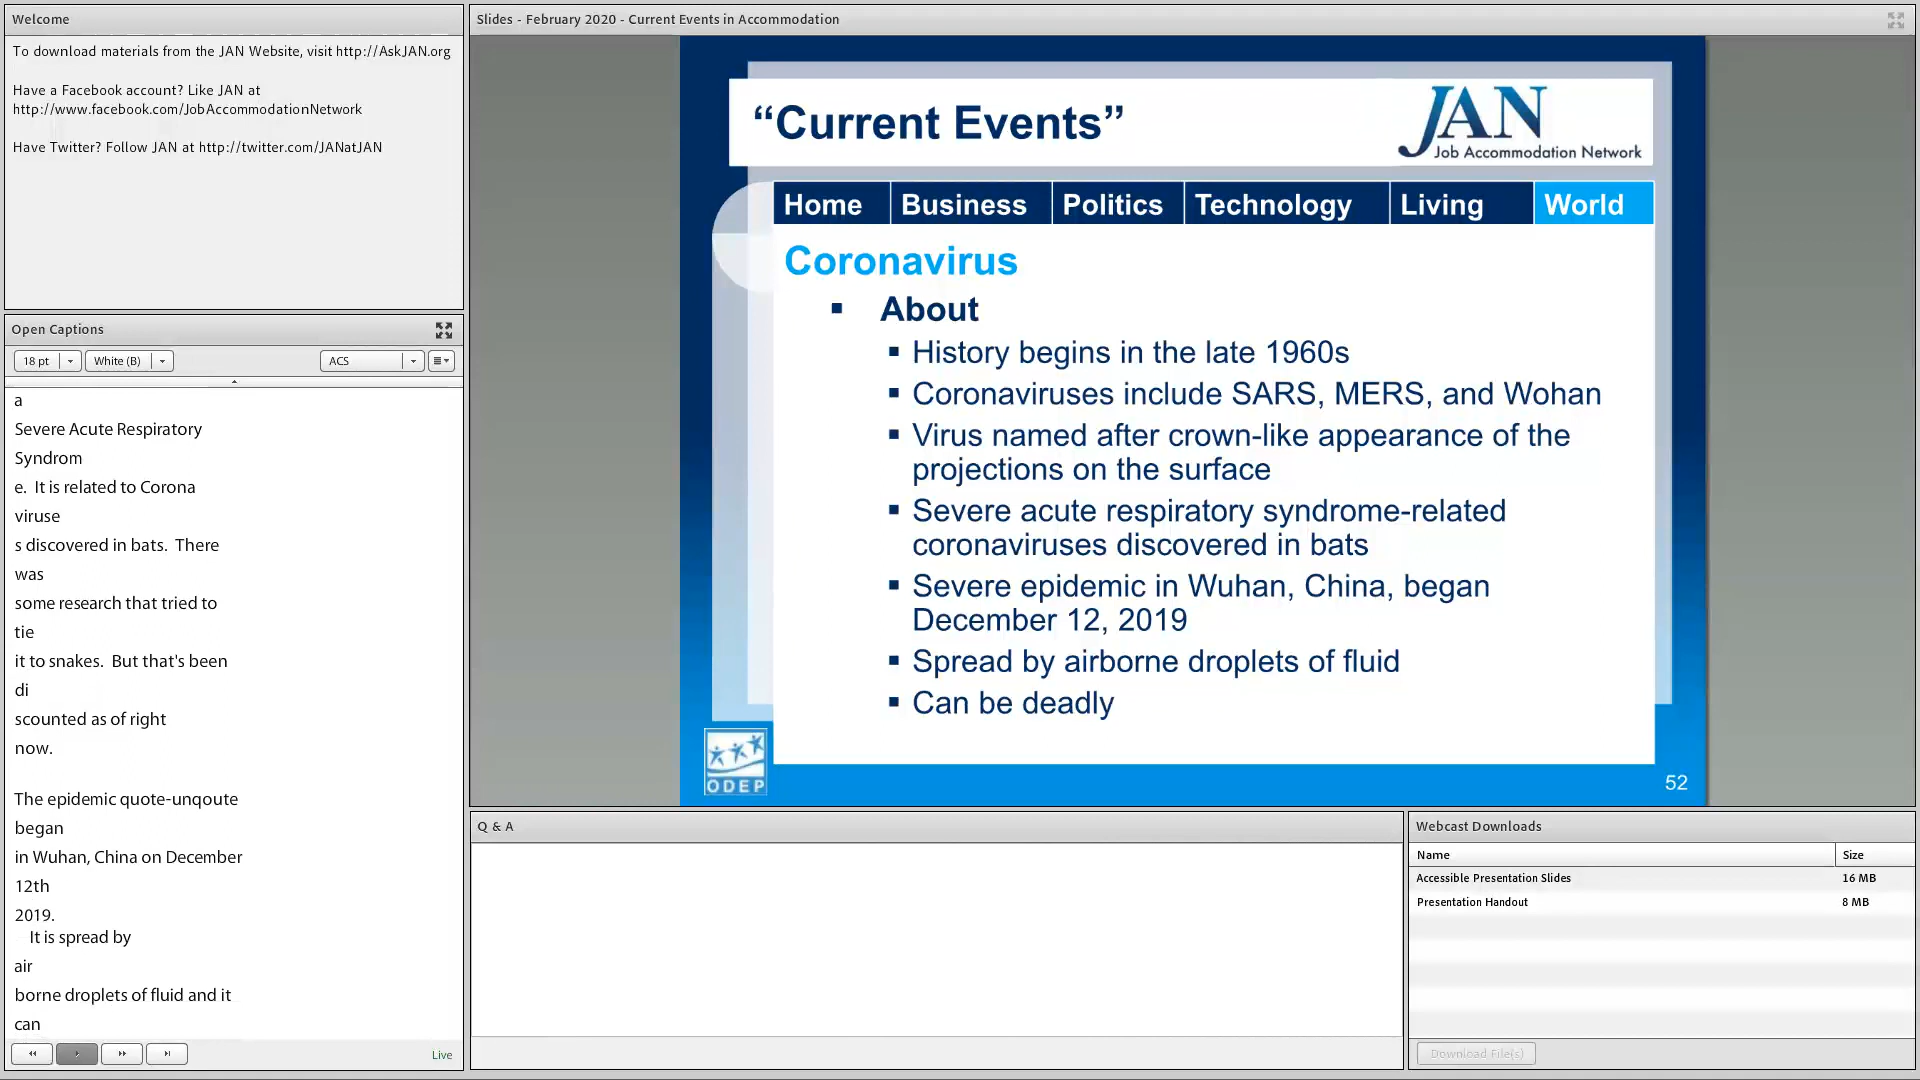 Welcome
To download materials from the JAN Website, visit http://AskJAN.org
Have a Facebook account? Like JAN at
http://www.facebook.com/JobAccommodationNetwork
Have Twitter? Follow JAN at http://twitter.com/JANatJAN
Open Captions
18 pt
White (B)
ACS
a
Severe Acute Respiratory
Syndrom
e.  It is related to Corona
viruse
s discovered in bats.  There
was
some research that tried to
tie
it to snakes.  But that's been
di
scounted as of right
now.
The epidemic quote-unqoute
began
in Wuhan, China on December
12th
2019.
It is spread by
air
borne droplets of fluid and it
can
Live
Slides - February 2020 - Current Events in Accommodation
“Current Events”
JAN
Job Accommodation Network
Home Business Politics Technology Living World
Coronavirus
▪ About
▪ History begins in the late 1960s
▪ Coronaviruses include SARS, MERS, and Wohan
▪ Virus named after crown-like appearance of the
projections on the surface
▪ Severe acute respiratory syndrome-related
coronaviruses discovered in bats
▪ Severe epidemic in Wuhan, China, began
December 12, 2019
▪ Spread by airborne droplets of fluid
▪ Can be deadly
ODEP
52
Q & A
Webcast Downloads
Name Size
Accessible Presentation Slides 16 MB
Presentation Handout 8 MB
Download File(s)